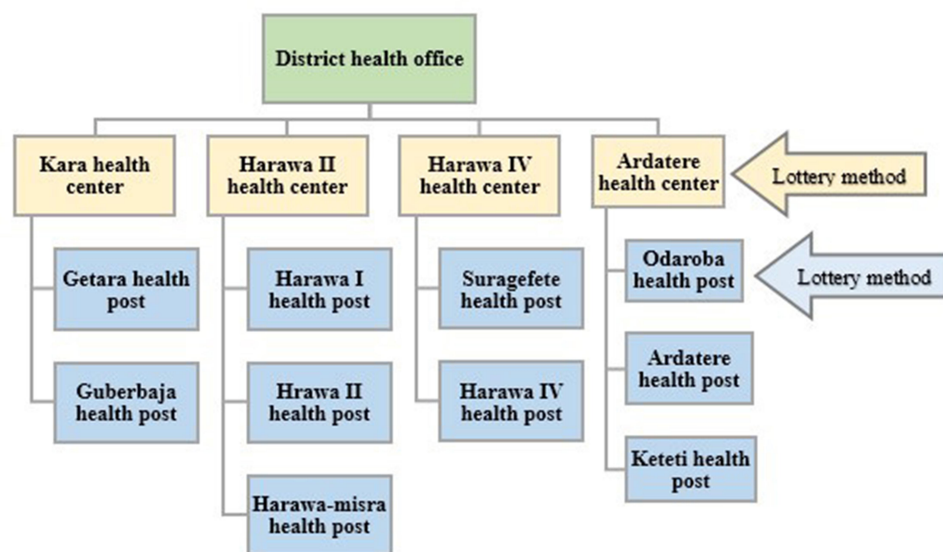 District health office
Kara health
center
Harawa II
health center
Harawa IV
health center
Ardatere
health center
Lottery method
Getara health
post
Harawa I
health post
Suragefete
health post
Odaroba
health post
Lottery method
Guberbaja
health post
Hrawa II
health post
Harawa IV
health post
Ardatere
health post
Harawa-misra
health post
Keteti health
post